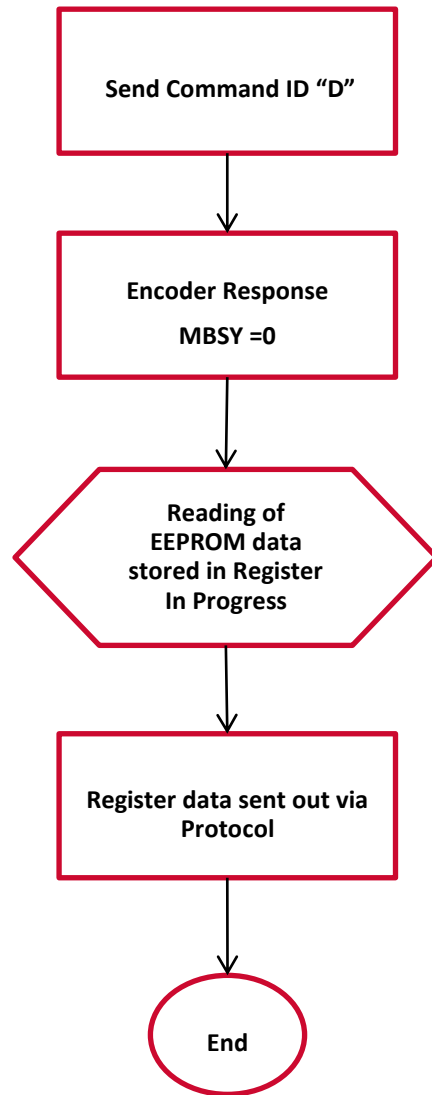 Send Command ID “D”
Encoder Response
MBSY =0
Reading of
EEPROM data
stored in Register
In Progress
Register data sent out via
Protocol
End